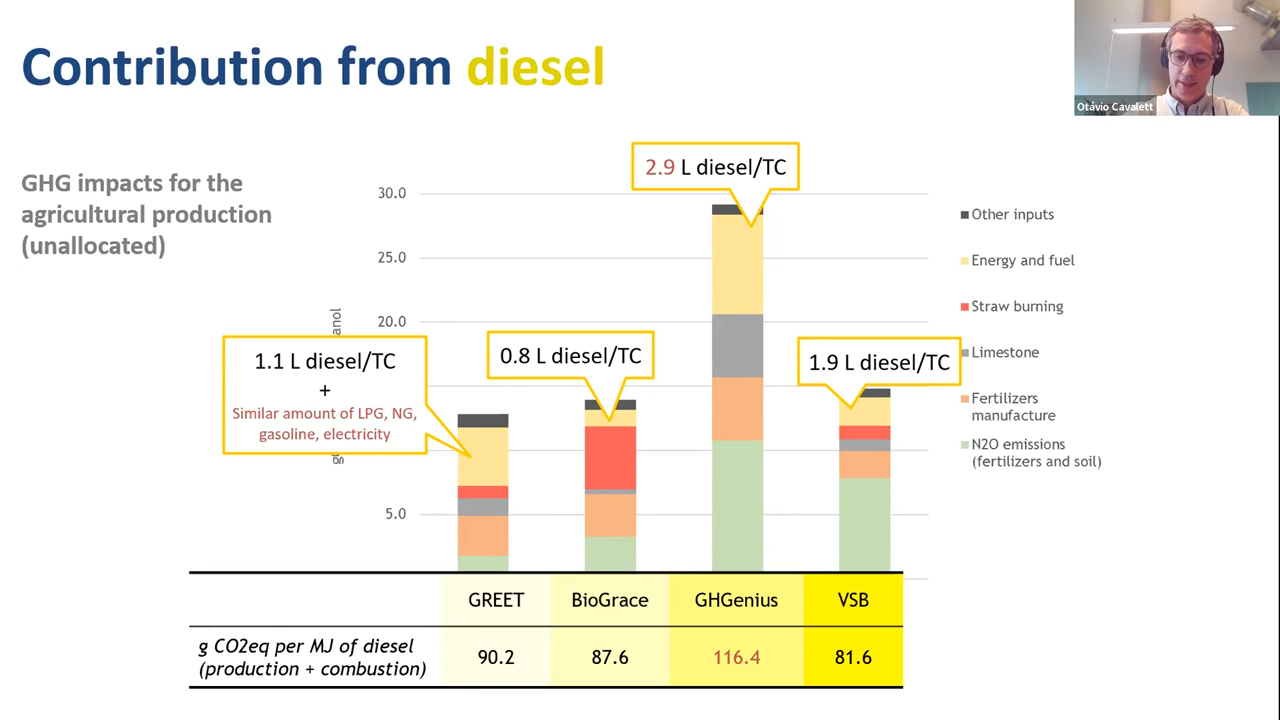 Contribution from diesel
Otávio Cavalett
GHG impacts for the
agricultural production
(unallocated)
2.9 L diesel/TC
30.0
25.0
20.0
5.0
1.1 L diesel/TC
+
Similar amount of LPG, NG,
gasoline, electricity
0.8 L diesel/TC
1.9 L diesel/TC
Other inputs
Energy and fuel
Straw burning
Limestone
Fertilizers
manufacture
N2O emissions
(fertilizers and soil)
GREET BioGrace GHGenius VSB
g CO2eq per MJ of diesel
(production + combustion) 90.2 87.6 116.4 81.6